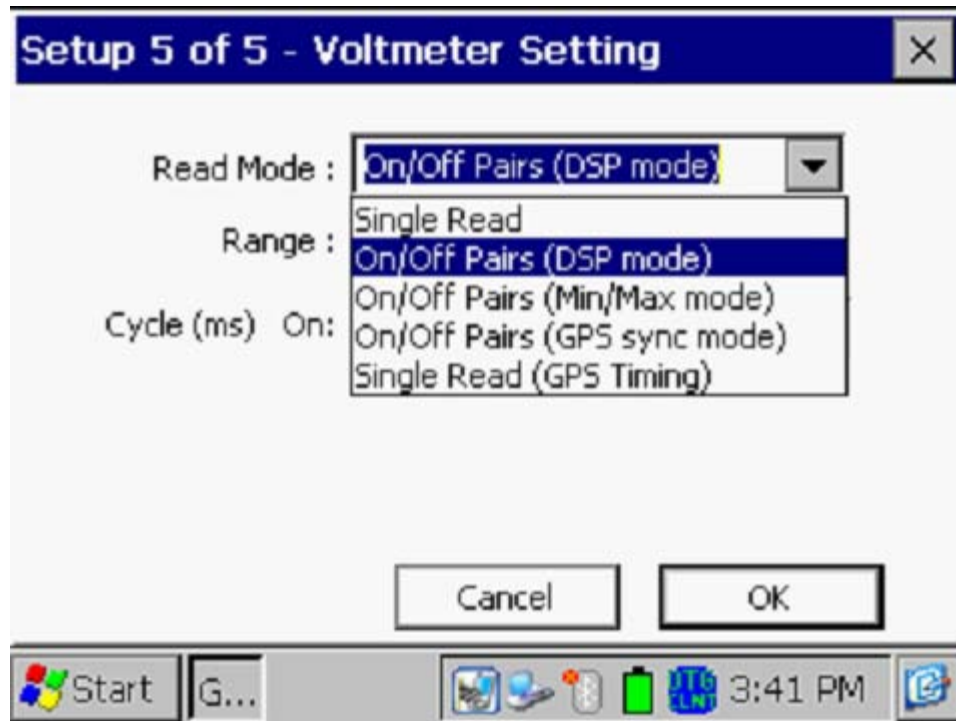 Setup 5 of 5 - Voltmeter Setting
Read Mode : On/Off Pairs (DSP mode)
Single Read
Range :
On/Off Pairs (DSP mode)
On/Off Pairs (Min/Max mode)
Cycle (ms) On:
On/Off Pairs (GPS sync mode)
Single Read (GPS Timing)
Cancel OK
Start G... DTG CLNT 3:41 PM